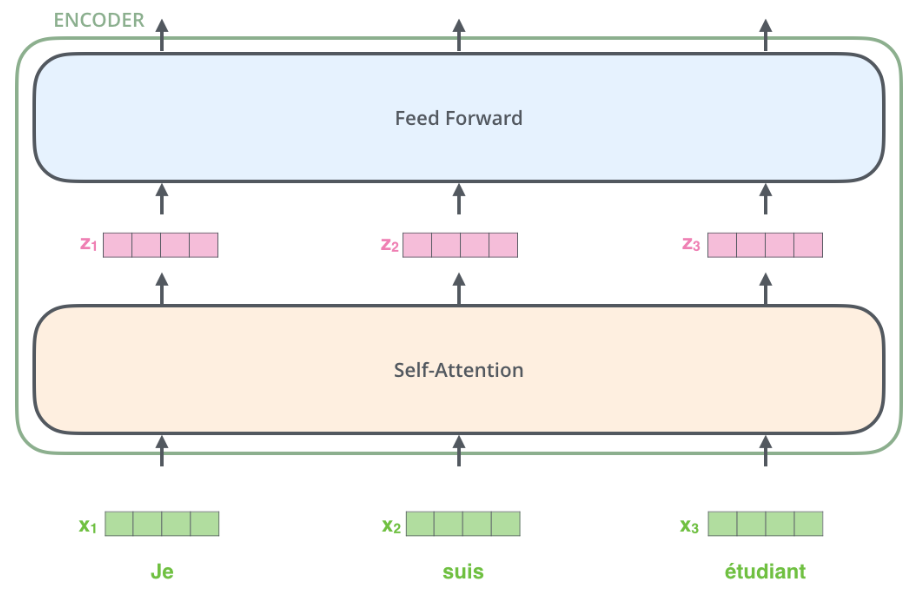 ENCODER
Feed Forward
z₁ z₂ z₃
Self-Attention
x₁ x₂ x₃
Je suis étudiant